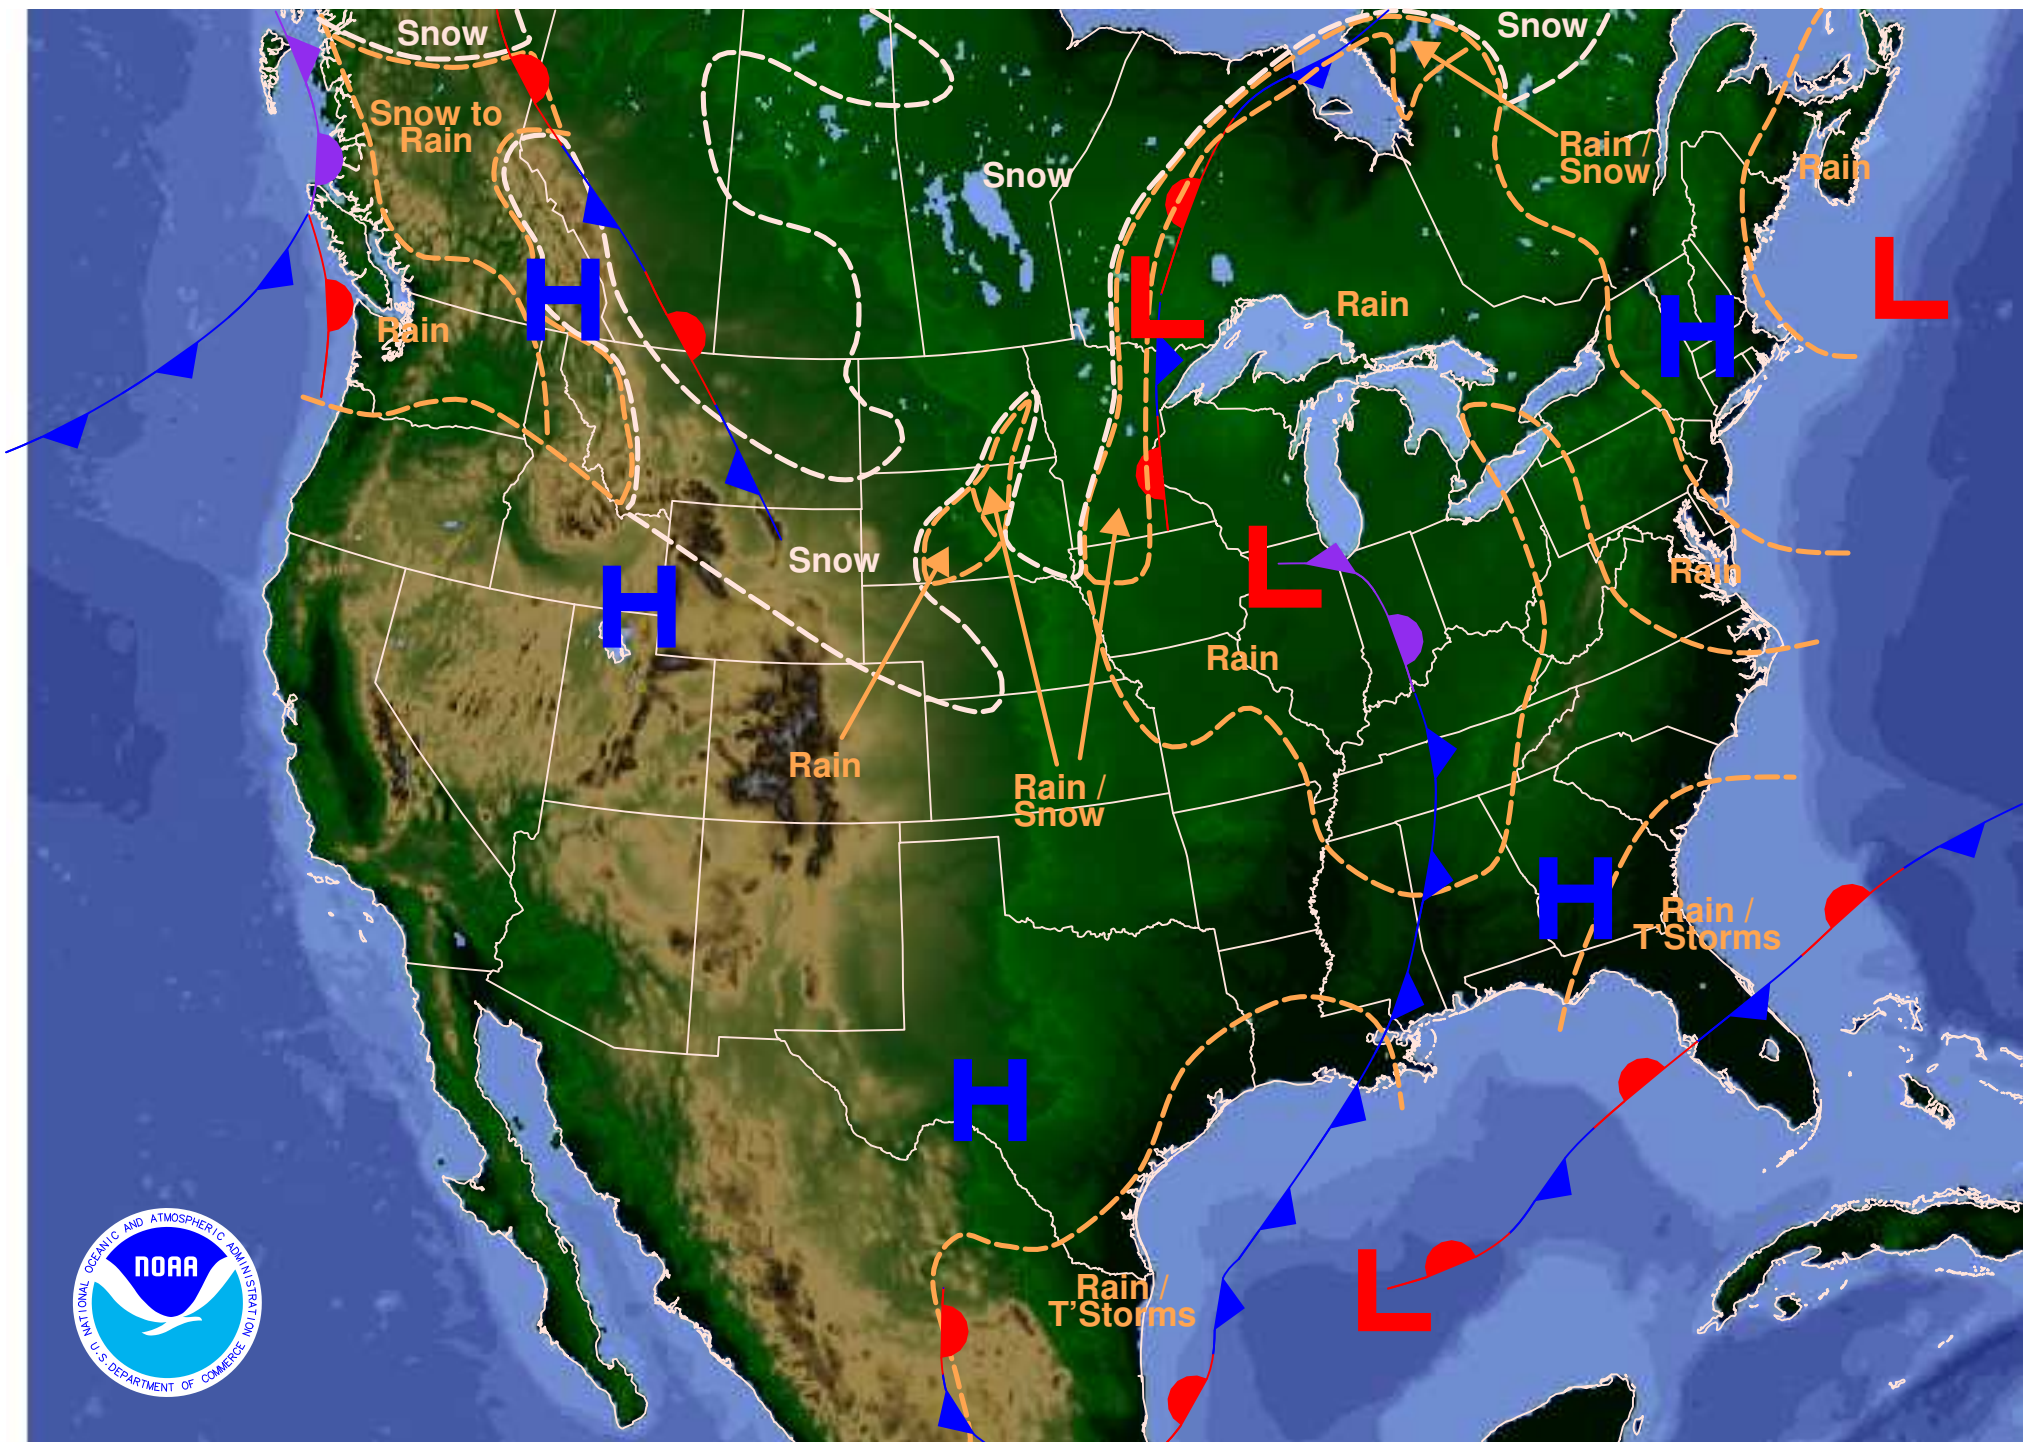 Snow
Snow
Snow to
Rain
Rain /
Snow
Rain
Snow
L
H
L
H
Rain
Rain
L
H
Snow
L
Rain
H
Rain
Rain
Rain /
Snow
H
Rain /
T'Storms
H
Rain /
T'Storms
L
NATIONAL OCEANIC AND ATMOSPHERIC ADMINISTRATION
NOAA
U.S. DEPARTMENT OF COMMERCE